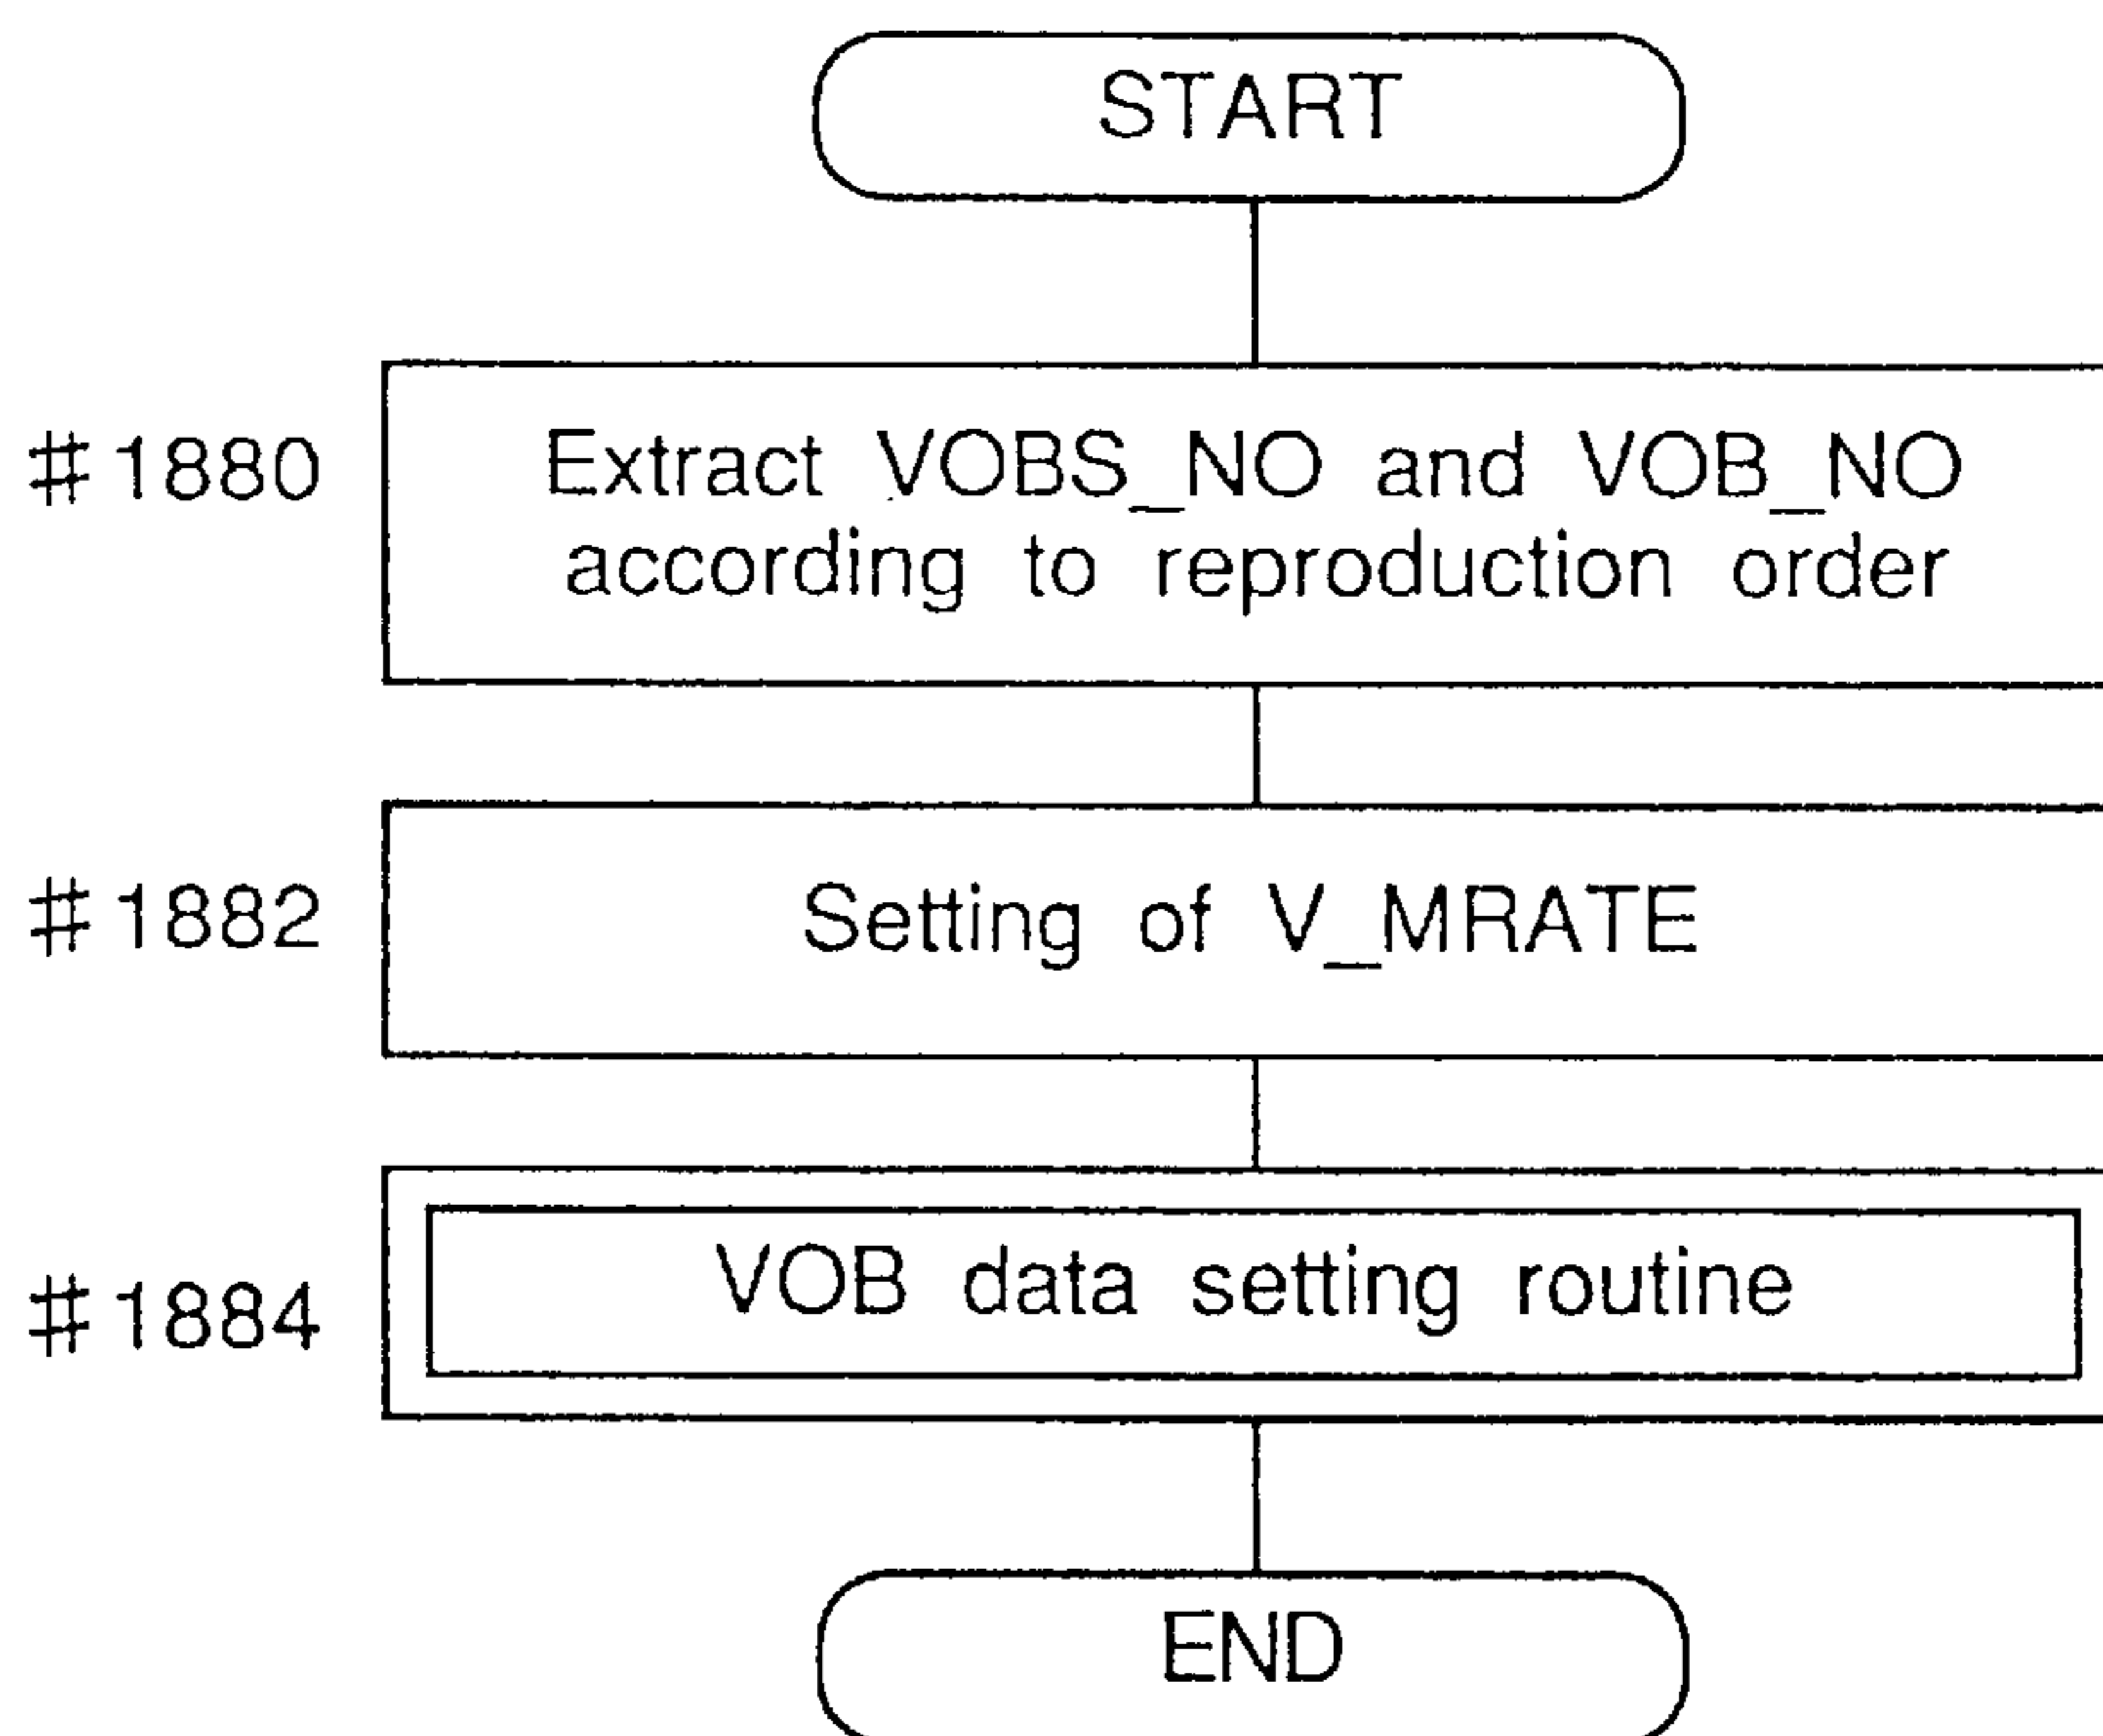 START
#1880
Extract VOBS_NO and VOB_NO
according to reproduction order
#1882
Setting of V_MRATE
#1884
VOB data setting routine
END